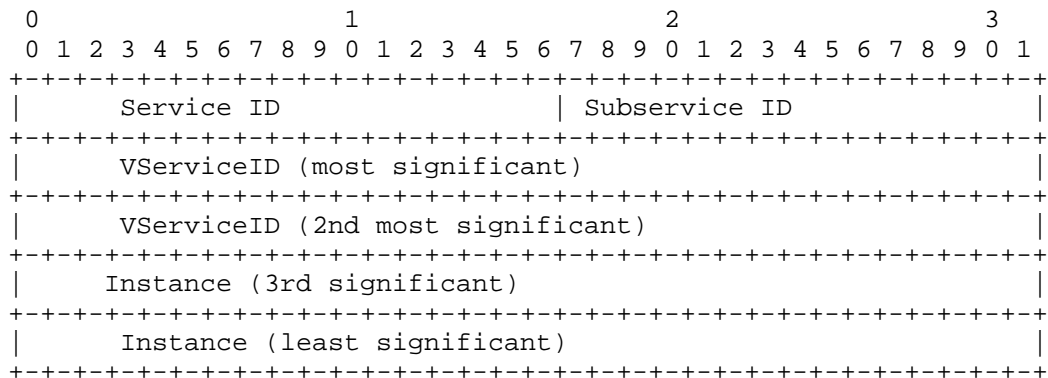 0                   1                   2                   3
 0 1 2 3 4 5 6 7 8 9 0 1 2 3 4 5 6 7 8 9 0 1 2 3 4 5 6 7 8 9 0 1
+-+-+-+-+-+-+-+-+-+-+-+-+-+-+-+-+-+-+-+-+-+-+-+-+-+-+-+-+-+-+-+-+
|      Service ID                 | Subservice ID               |
+-+-+-+-+-+-+-+-+-+-+-+-+-+-+-+-+-+-+-+-+-+-+-+-+-+-+-+-+-+-+-+-+
|      VServiceID (most significant)                            |
+-+-+-+-+-+-+-+-+-+-+-+-+-+-+-+-+-+-+-+-+-+-+-+-+-+-+-+-+-+-+-+-+
|      VServiceID (2nd most significant)                        |
+-+-+-+-+-+-+-+-+-+-+-+-+-+-+-+-+-+-+-+-+-+-+-+-+-+-+-+-+-+-+-+-+
|     Instance (3rd significant)                                |
+-+-+-+-+-+-+-+-+-+-+-+-+-+-+-+-+-+-+-+-+-+-+-+-+-+-+-+-+-+-+-+-+
|      Instance (least significant)                             |
+-+-+-+-+-+-+-+-+-+-+-+-+-+-+-+-+-+-+-+-+-+-+-+-+-+-+-+-+-+-+-+-+